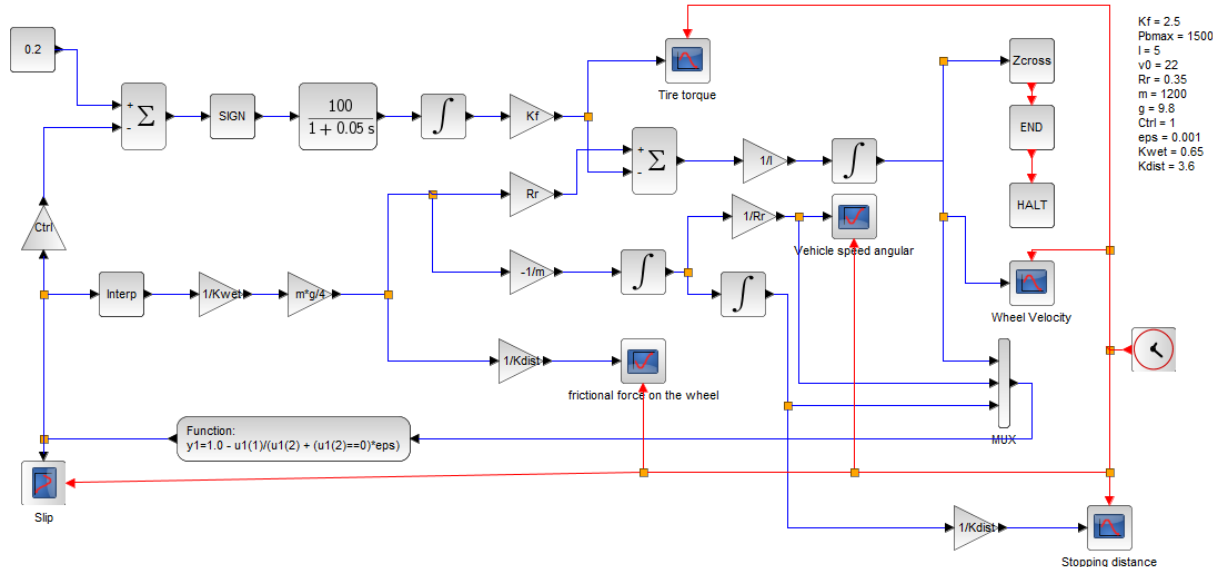 0.2
+
-
Σ
SIGN
100
1 + 0.05 s
∫
Kf
Tire torque
Zcross
END
HALT
Kf = 2.5
Pbmax = 1500
I = 5
v0 = 22
Rr = 0.35
m = 1200
g = 9.8
Ctrl = 1
eps = 0.001
Kwet = 0.65
Kdist = 3.6
Rr
+
-
Σ
1/I
∫
Ctrl
1/Rr
Vehicle speed angular
-1/m
∫
∫
Interp
1/Kwet
m*g/4
Wheel Velocity
1/Kdist
frictional force on the wheel
MUX
Function:
y1=1.0 - u1(1)/(u1(2) + (u1(2)==0)*eps)
Slip
1/Kdist
Stopping distance